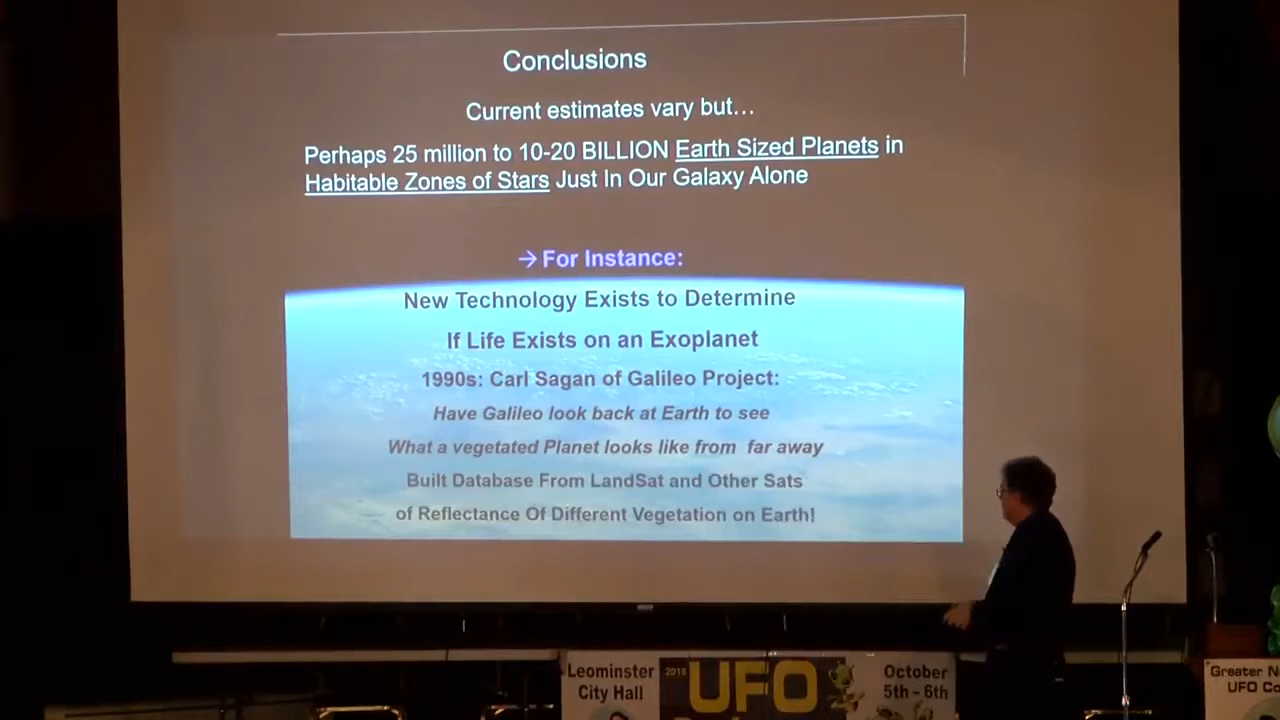 Conclusions
Current estimates vary but…
Perhaps 25 million to 10-20 BILLION Earth Sized Planets in
Habitable Zones of Stars Just In Our Galaxy Alone
→ For Instance:
New Technology Exists to Determine
If Life Exists on an Exoplanet
1990s: Carl Sagan of Galileo Project:
Have Galileo look back at Earth to see
What a vegetated Planet looks like from far away
Built Database From LandSat and Other Sats
of Reflectance Of Different Vegetation on Earth!
Leominster
City Hall
UFO
October
5th - 6th
Greater N
UFO Co